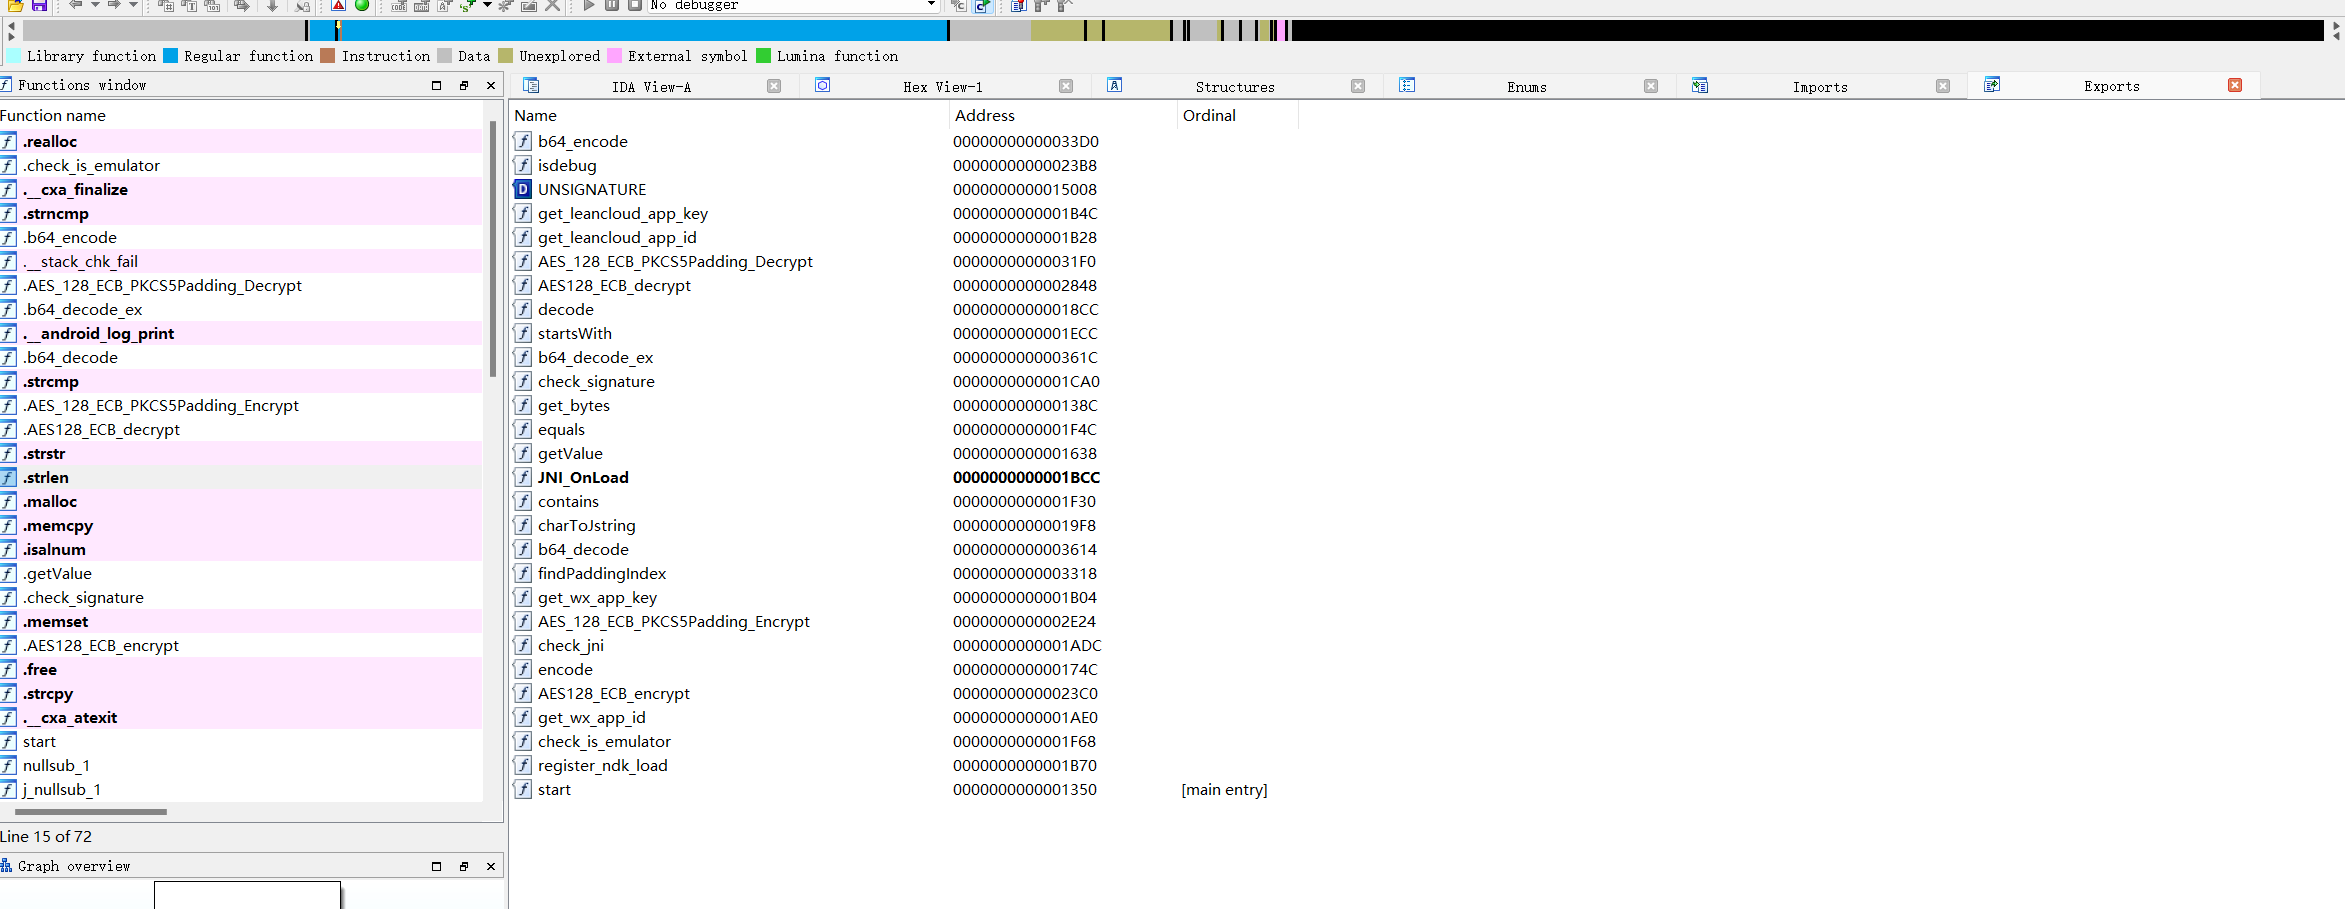 No debugger
Library function Regular function Instruction Data Unexplored External symbol Lumina function
Functions window
IDA View-A Hex View-1 Structures Enums Imports Exports
Function name
.realloc
.check_is_emulator
.__cxa_finalize
.strncmp
.b64_encode
.__stack_chk_fail
.AES_128_ECB_PKCS5Padding_Decrypt
.b64_decode_ex
.__android_log_print
.b64_decode
.strcmp
.AES_128_ECB_PKCS5Padding_Encrypt
.AES128_ECB_decrypt
.strstr
.strlen
.malloc
.memcpy
.isalnum
.getValue
.check_signature
.memset
.AES128_ECB_encrypt
.free
.strcpy
.__cxa_atexit
start
nullsub_1
j_nullsub_1
Line 15 of 72
Graph overview
Name Address Ordinal
b64_encode 00000000000033D0
isdebug 00000000000023B8
UNSIGNATURE 0000000000015008
get_leancloud_app_key 0000000000001B4C
get_leancloud_app_id 0000000000001B28
AES_128_ECB_PKCS5Padding_Decrypt 00000000000031F0
AES128_ECB_decrypt 0000000000002848
decode 00000000000018CC
startsWith 0000000000001ECC
b64_decode_ex 000000000000361C
check_signature 0000000000001CA0
get_bytes 000000000000138C
equals 0000000000001F4C
getValue 0000000000001638
JNI_OnLoad 0000000000001BCC
contains 0000000000001F30
charToJstring 00000000000019F8
b64_decode 0000000000003614
findPaddingIndex 0000000000003318
get_wx_app_key 0000000000001B04
AES_128_ECB_PKCS5Padding_Encrypt 0000000000002E24
check_jni 0000000000001ADC
encode 000000000000174C
AES128_ECB_encrypt 00000000000023C0
get_wx_app_id 0000000000001AE0
check_is_emulator 0000000000001F68
register_ndk_load 0000000000001B70
start 0000000000001350 [main entry]